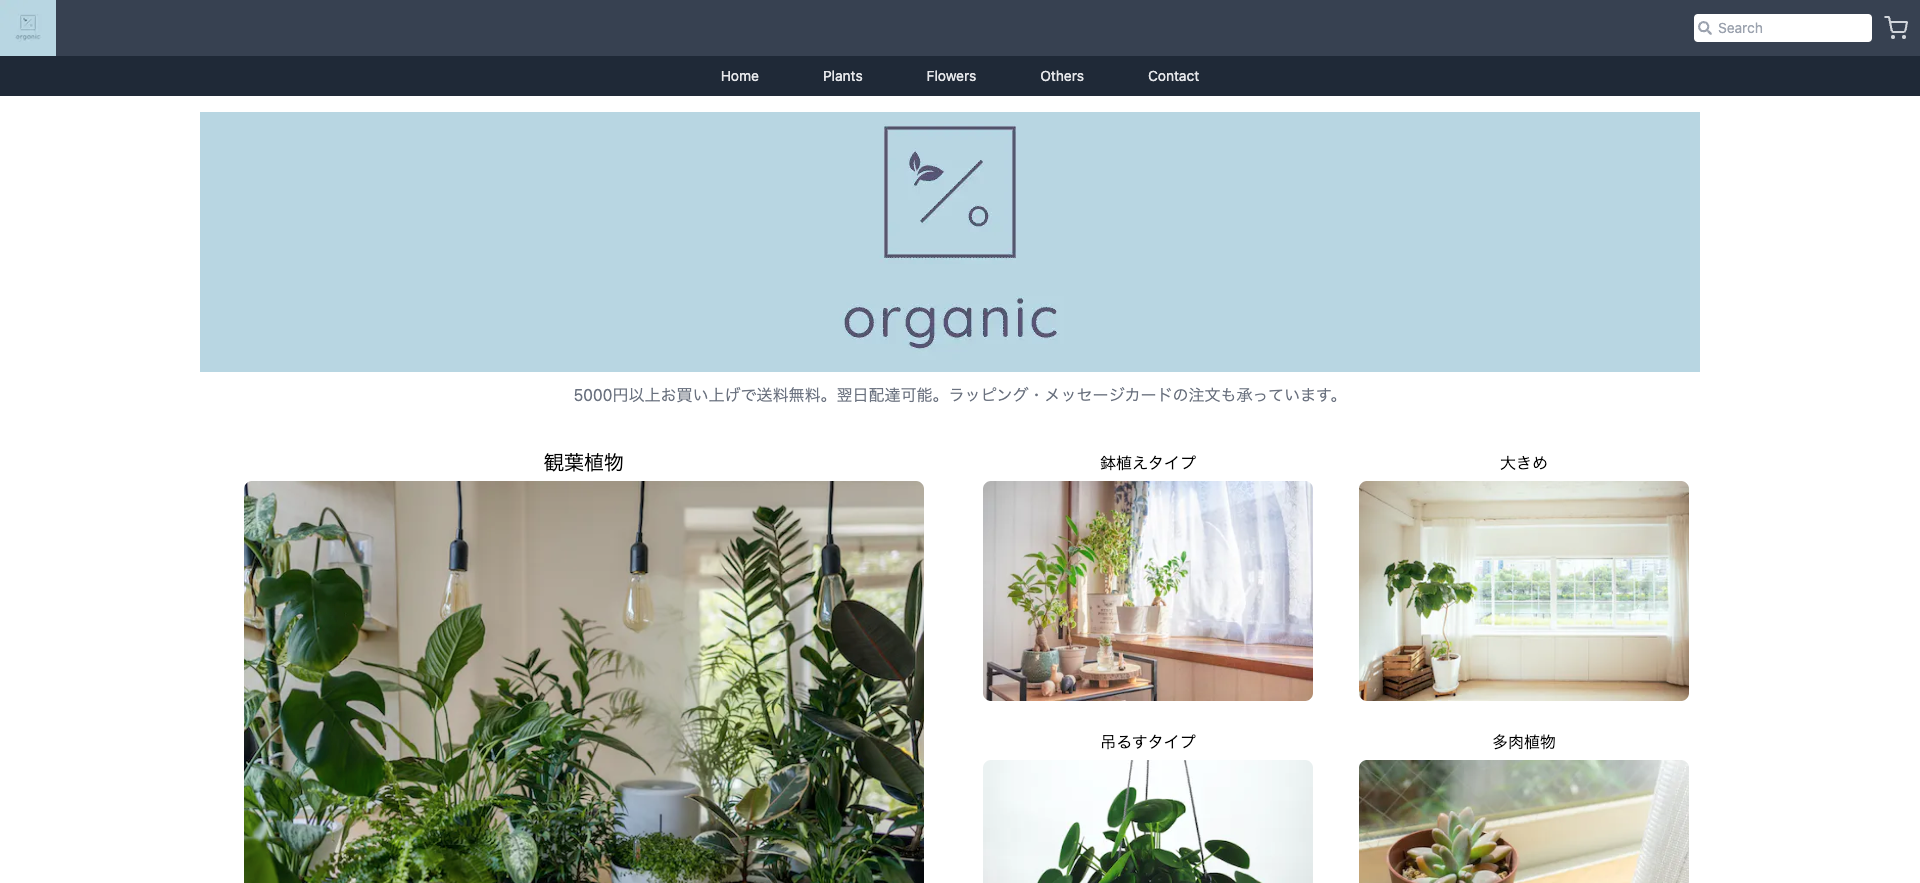 organic
Search
Home
Plants
Flowers
Others
Contact
organic
5000円以上お買い上げで送料無料。翌日配達可能。ラッピング・メッセージカードの注文も承っています。
観葉植物
鉢植えタイプ
大きめ
吊るすタイプ
多肉植物